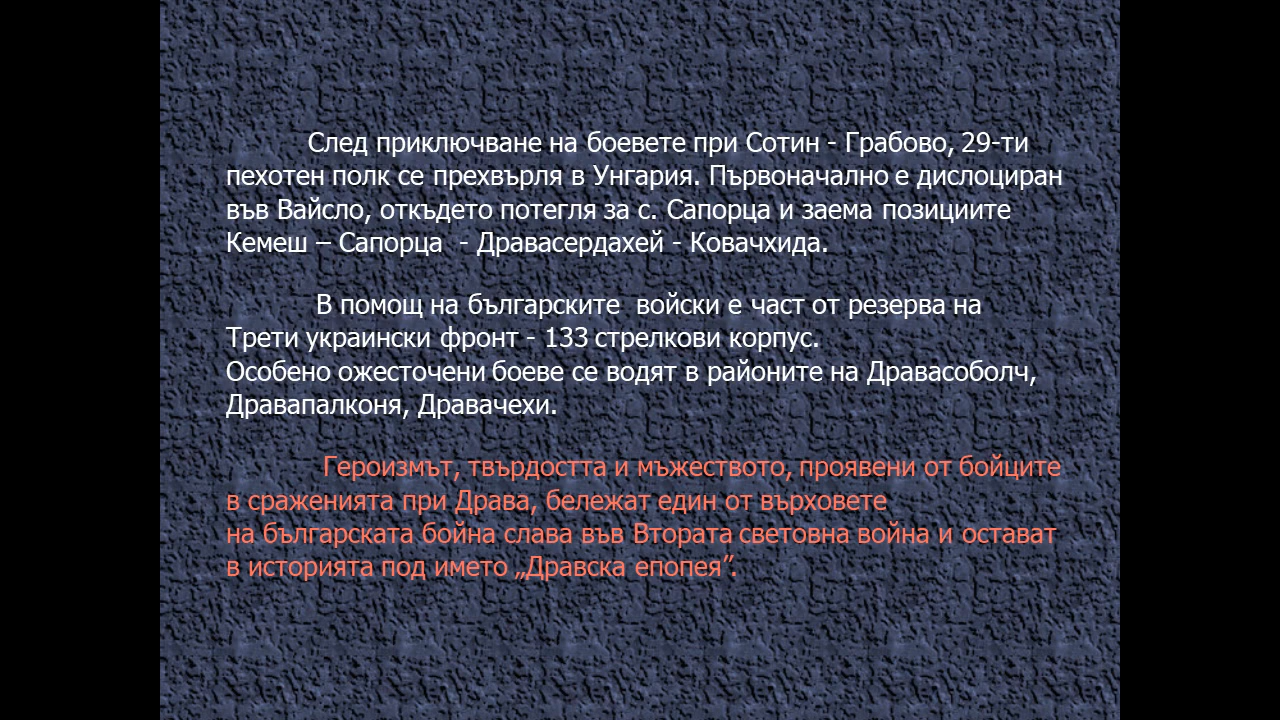 След приключване на боевете при Сотин - Грабово, 29-ти
пехотен полк се прехвърля в Унгария. Първоначално е дислоциран
във Вайсло, откъдето потегля за с. Сапорца и заема позициите
Кемеш – Сапорца - Дравасердахей - Ковачхида.
В помощ на българските войски е част от резерва на
Трети украински фронт - 133 стрелкови корпус.
Особено ожесточени боеве се водят в районите на Дравасоболч,
Дравапалконя, Дравачехи.
Героизмът, твърдостта и мъжеството, проявени от бойците
в сраженията при Драва, бележат един от върховете
на българската бойна слава във Втората световна война и остават
в историята под името „Дравска епопея”.